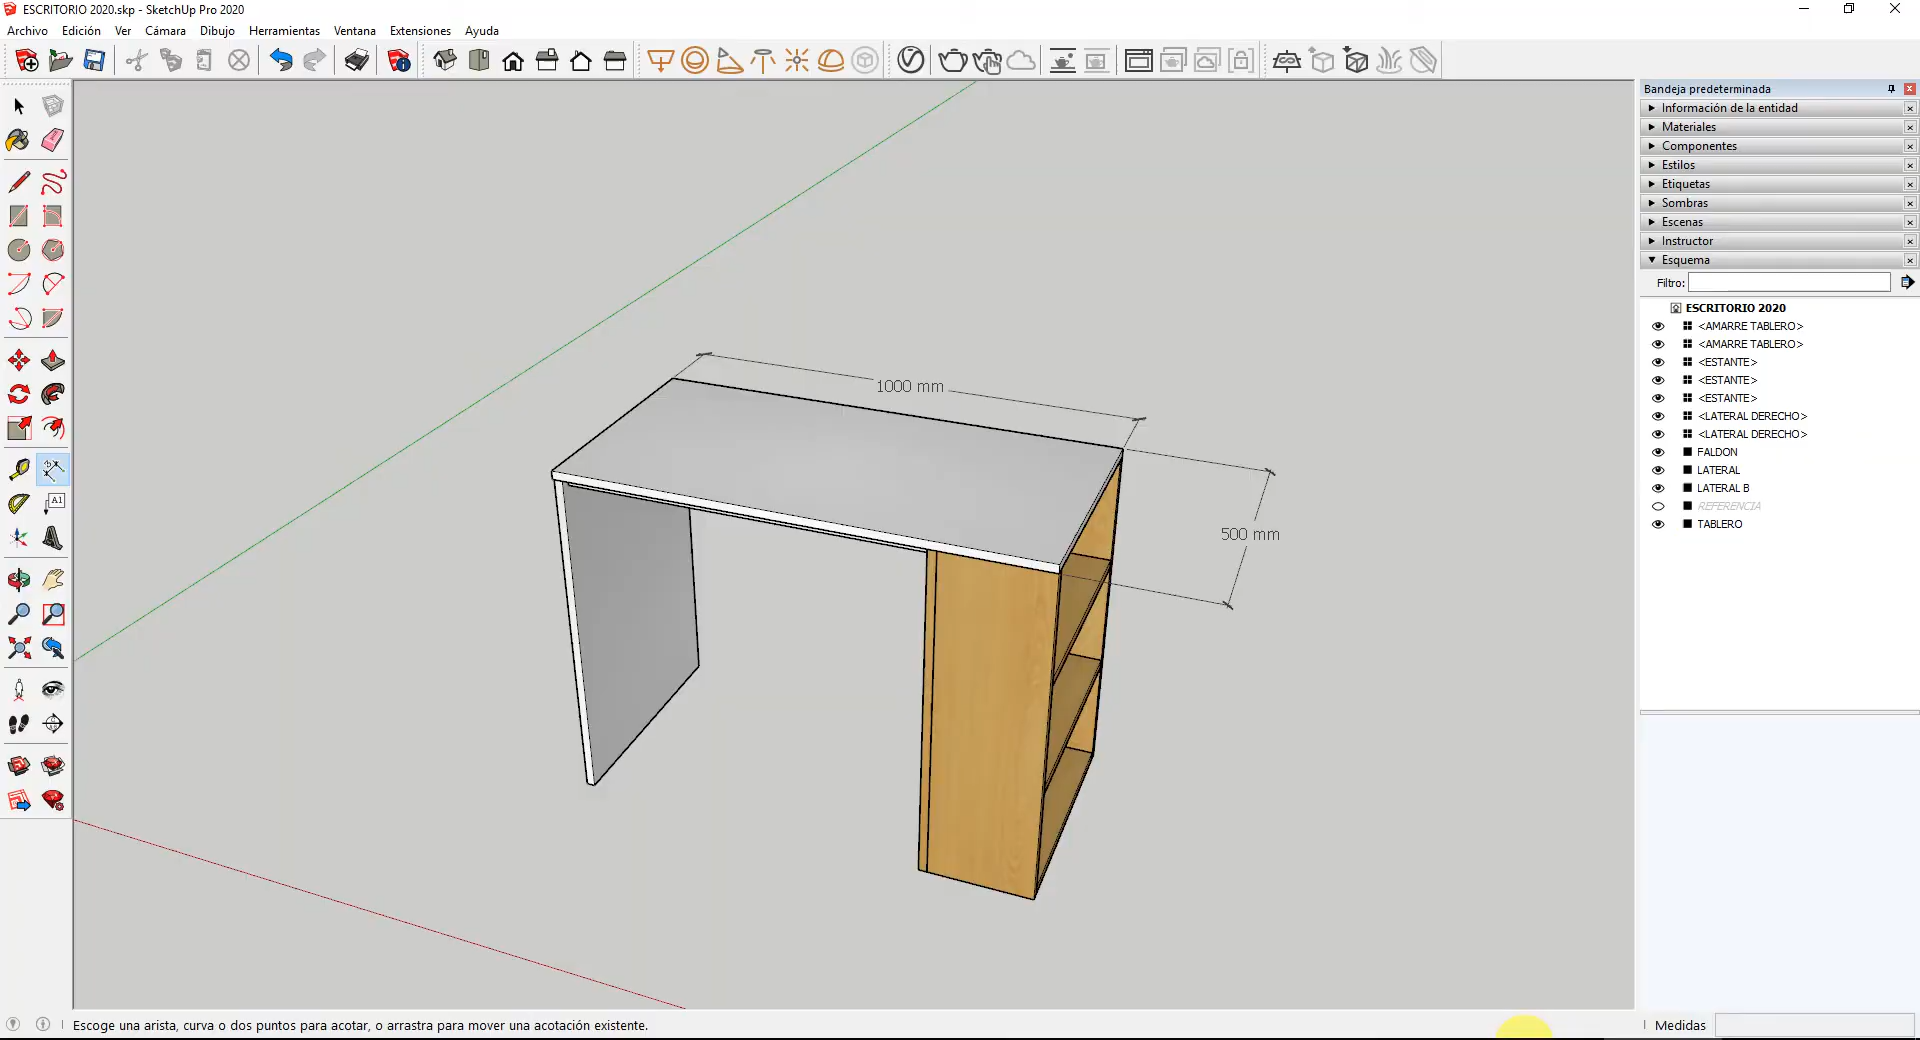 ESCRITORIO 2020.skp - SketchUp Pro 2020
Archivo Edición Ver Cámara Dibujo Herramientas Ventana Extensiones Ayuda
Bandeja predeterminada
Información de la entidad
Materiales
Componentes
Estilos
Etiquetas
Sombras
Escenas
Instructor
Esquema
Filtro:
ESCRITORIO 2020
<AMARRE TABLERO>
<AMARRE TABLERO>
<ESTANTE>
<ESTANTE>
<ESTANTE>
<LATERAL DERECHO>
<LATERAL DERECHO>
FALDON
LATERAL
LATERAL B
REFERENCIA
TABLERO
1000 mm
500 mm
A1
Escoge una arista, curva o dos puntos para acotar, o arrastra para mover una acotación existente.
Medidas